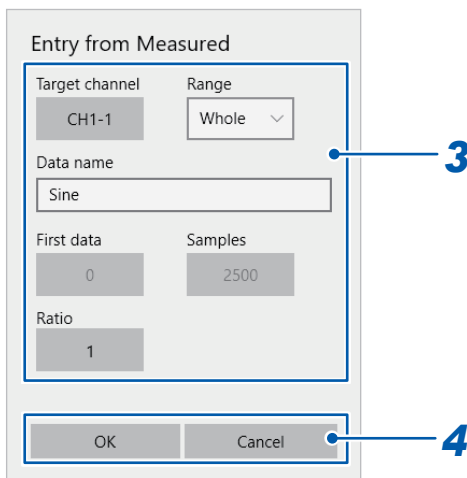 Entry from Measured
Target channel Range
CH1-1 Whole
3
Data name
Sine
First data Samples
0 2500
Ratio
1
OK Cancel
4